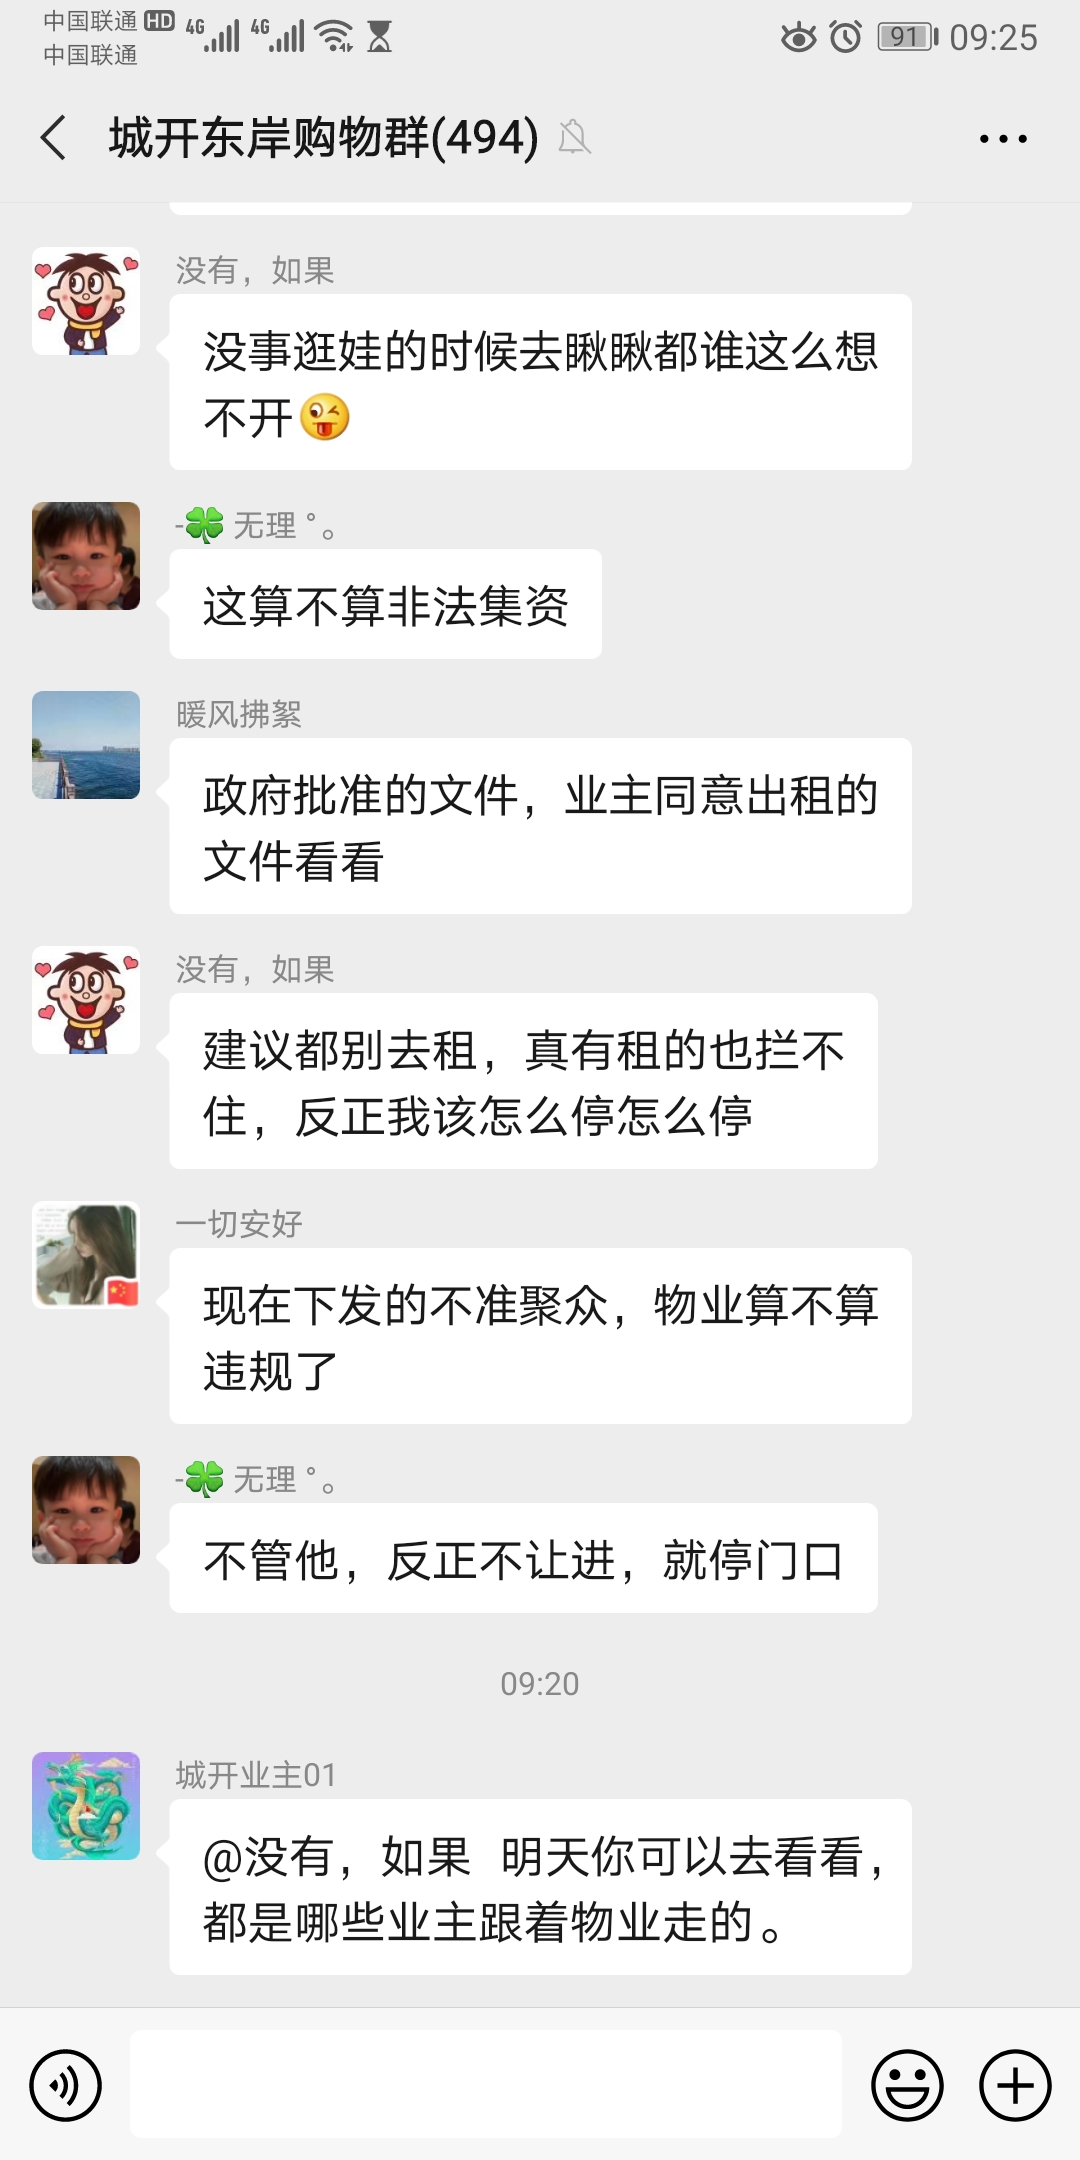 中国联通 HD 4G 4G 91 09:25
中国联通
城开东岸购物群(494)
没有，如果
没事逛娃的时候去瞅瞅都谁这么想
不开😜
-🍀 无理 °。
这算不算非法集资
暖风拂絮
政府批准的文件，业主同意出租的
文件看看
没有，如果
建议都别去租，真有租的也拦不
住，反正我该怎么停怎么停
一切安好
现在下发的不准聚众，物业算不算
违规了
-🍀 无理 °。
不管他，反正不让进，就停门口
09:20
城开业主01
@没有，如果 明天你可以去看看，
都是哪些业主跟着物业走的。